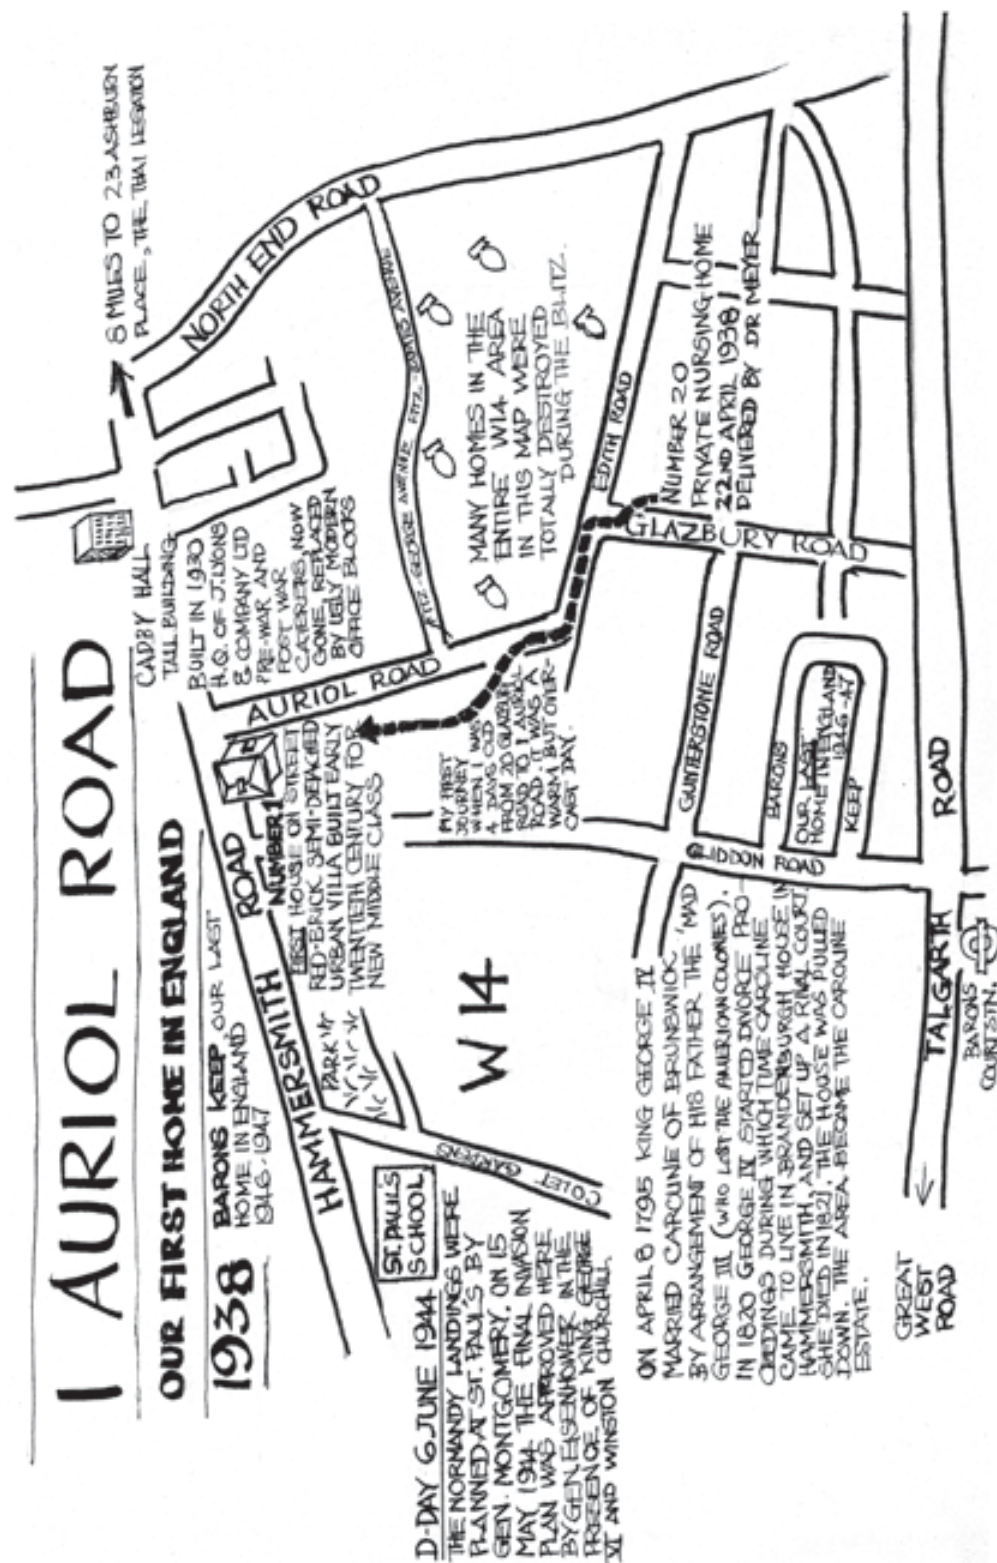 1 AURIOL ROAD
OUR FIRST HOME IN ENGLAND
1938
BARONS KEEP, OUR LAST
HOME IN ENGLAND
1946-1947
8 MILES TO 23 ASHBURN
PLACE, THE THAI LEGATION
CADBY HALL
TALL BUILDING
BUILT IN 1930
H.Q. OF J. LYONS
& COMPANY LTD
PRE-WAR AND
POST WAR
CATERERS, NOW
GONE, REPLACED
BY UGLY MODERN
OFFICE BLOCKS
NORTH END ROAD
HAMMERSMITH ROAD
NUMBER 1
FIRST HOUSE ON STREET
RED-BRICK SEMI-DETACHED
URBAN VILLA BUILT EARLY
TWENTIETH CENTURY FOR
NEW MIDDLE CLASS
AURIOL ROAD
FITZ-GEORGE AVENUE
FITZ-JAMES AVENUE
PARK
ST. PAULS
SCHOOL
COLET GARDENS
D-DAY 6 JUNE 1944
THE NORMANDY LANDINGS WERE
PLANNED AT ST. PAUL'S BY
GEN. MONTGOMERY. ON 15
MAY 1944 THE FINAL INVASION
PLAN WAS APPROVED HERE
BY GEN. EISENHOWER IN THE
PRESENCE OF KING GEORGE
VI AND WINSTON CHURCHILL.
W 14
MY FIRST
JOURNEY
WHEN I WAS
4 DAYS OLD
FROM 20 GLAZBURY
ROAD TO 1 AURIOL
ROAD. IT WAS A
WARM BUT OVER-
CAST DAY.
MANY HOMES IN THE
ENTIRE W14 AREA
IN THIS MAP WERE
TOTALLY DESTROYED
DURING THE BLITZ.
EDITH ROAD
NUMBER 20
PRIVATE NURSING HOME
22ND APRIL 1938
DELIVERED BY DR MEYER
GLAZBURY ROAD
GUNTERSTONE ROAD
GLIDDON ROAD
BARONS
KEEP
OUR LAST
HOME IN ENGLAND
1946-47
ON APRIL 8 1795 KING GEORGE IV
MARRIED CAROLINE OF BRUNSWICK
BY ARRANGEMENT OF HIS FATHER THE 'MAD
GEORGE III (WHO LOST THE AMERICAN COLONIES).
IN 1820 GEORGE IV STARTED DIVORCE PRO-
CEEDINGS DURING WHICH TIME CAROLINE
CAME TO LIVE IN BRANDENBURGH HOUSE IN
HAMMERSMITH, AND SET UP A RIVAL COURT.
SHE DIED IN 1821. THE HOUSE WAS PULLED
DOWN. THE AREA BECAME THE CAROLINE
ESTATE.
GREAT
WEST
ROAD
TALGARTH ROAD
BARONS
COURT STN.